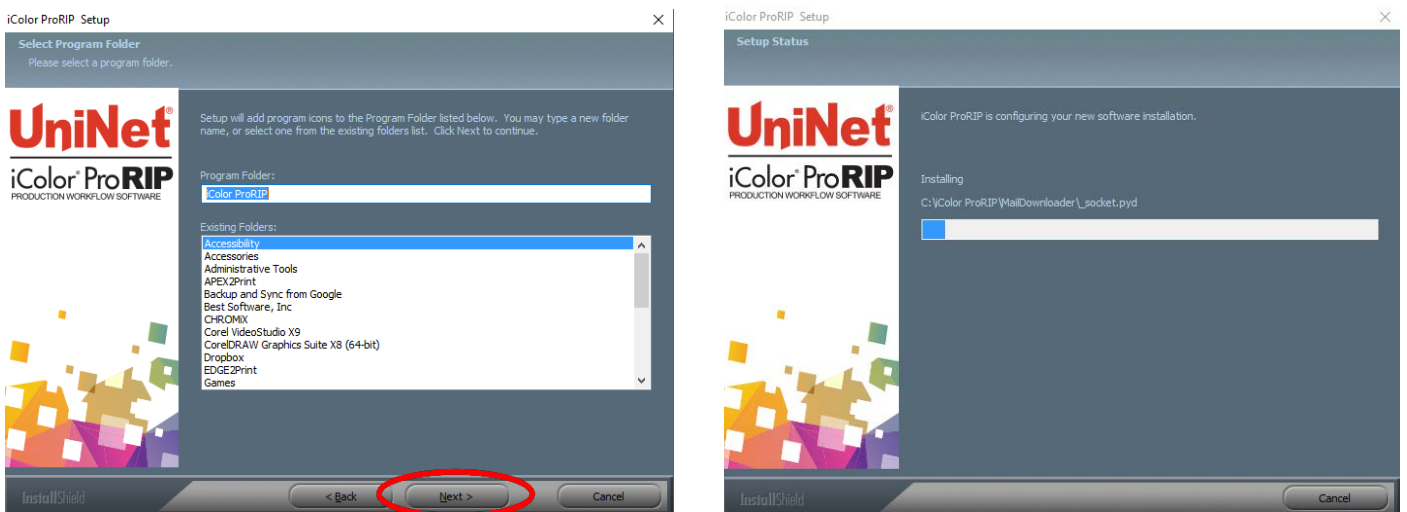 iColor ProRIP Setup
Select Program Folder
Please select a program folder.
UniNet®
iColor® ProRIP
PRODUCTION WORKFLOW SOFTWARE
Setup will add program icons to the Program Folder listed below. You may type a new folder
name, or select one from the existing folders list. Click Next to continue.
Program Folder:
iColor ProRIP
Existing Folders:
Accessibility
Accessories
Administrative Tools
APEX2Print
Backup and Sync from Google
Best Software, Inc
CHROMiX
Corel VideoStudio X9
CorelDRAW Graphics Suite X8 (64-bit)
Dropbox
EDGE2Print
Games
InstallShield
< Back
Next >
Cancel
iColor ProRIP Setup
Setup Status
UniNet®
iColor® ProRIP
PRODUCTION WORKFLOW SOFTWARE
iColor ProRIP is configuring your new software installation.
Installing
C:\iColor ProRIP\MailDownloader\_socket.pyd
InstallShield
Cancel